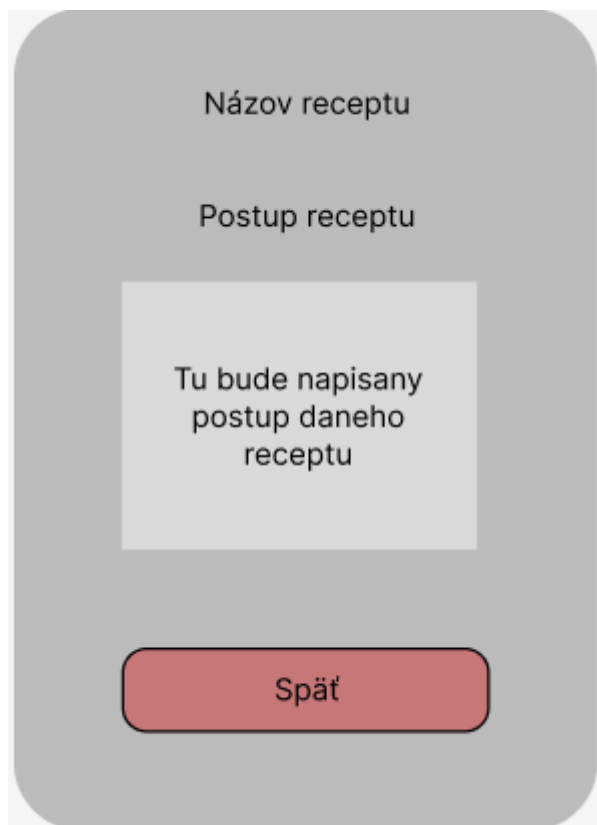 Názov receptu
Postup receptu
Tu bude napisany
postup daneho
receptu
Späť